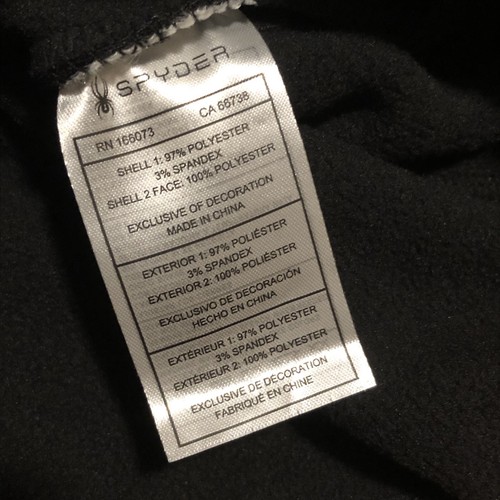 SPYDER
RN 166073 CA 66738
SHELL 1: 97% POLYESTER
3% SPANDEX
SHELL 2 FACE: 100% POLYESTER
EXCLUSIVE OF DECORATION
MADE IN CHINA
EXTERIOR 1: 97% POLIÉSTER
3% SPANDEX
EXTERIOR 2: 100% POLIÉSTER
EXCLUSIVO DE DECORACIÓN
HECHO EN CHINA
EXTÉRIEUR 1: 97% POLYESTER
3% SPANDEX
EXTÉRIEUR 2: 100% POLYESTER
EXCLUSIVE DE DÉCORATION
FABRIQUÉ EN CHINE